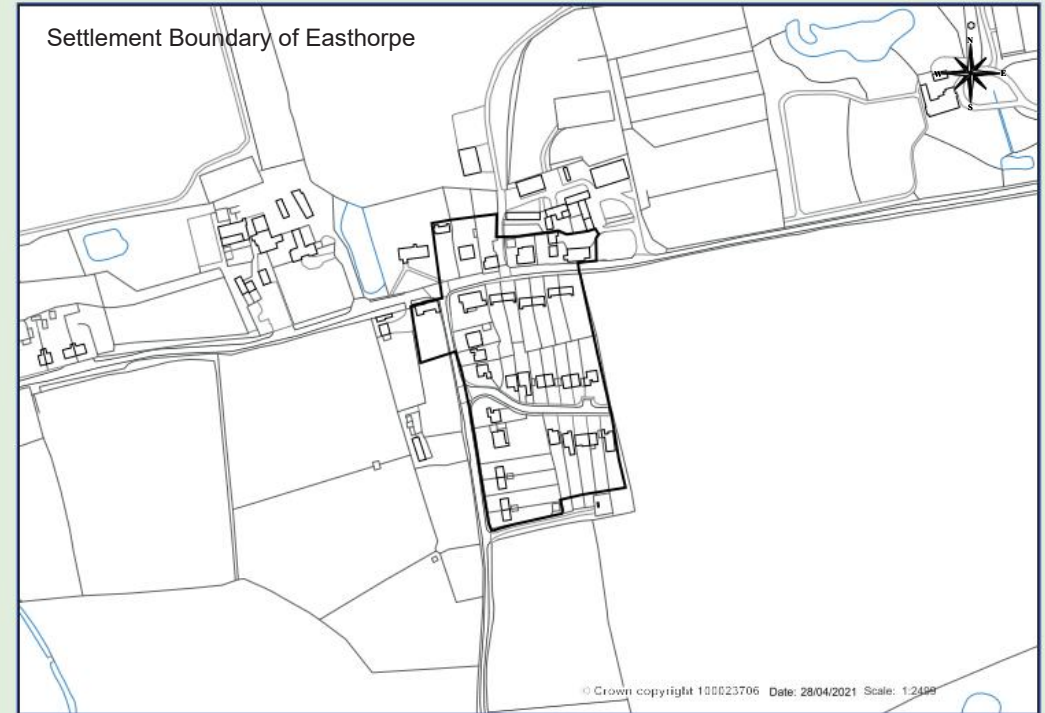 Settlement Boundary of Easthorpe
N
W E
S
© Crown copyright 100023706 Date: 28/04/2021 Scale: 1:2499